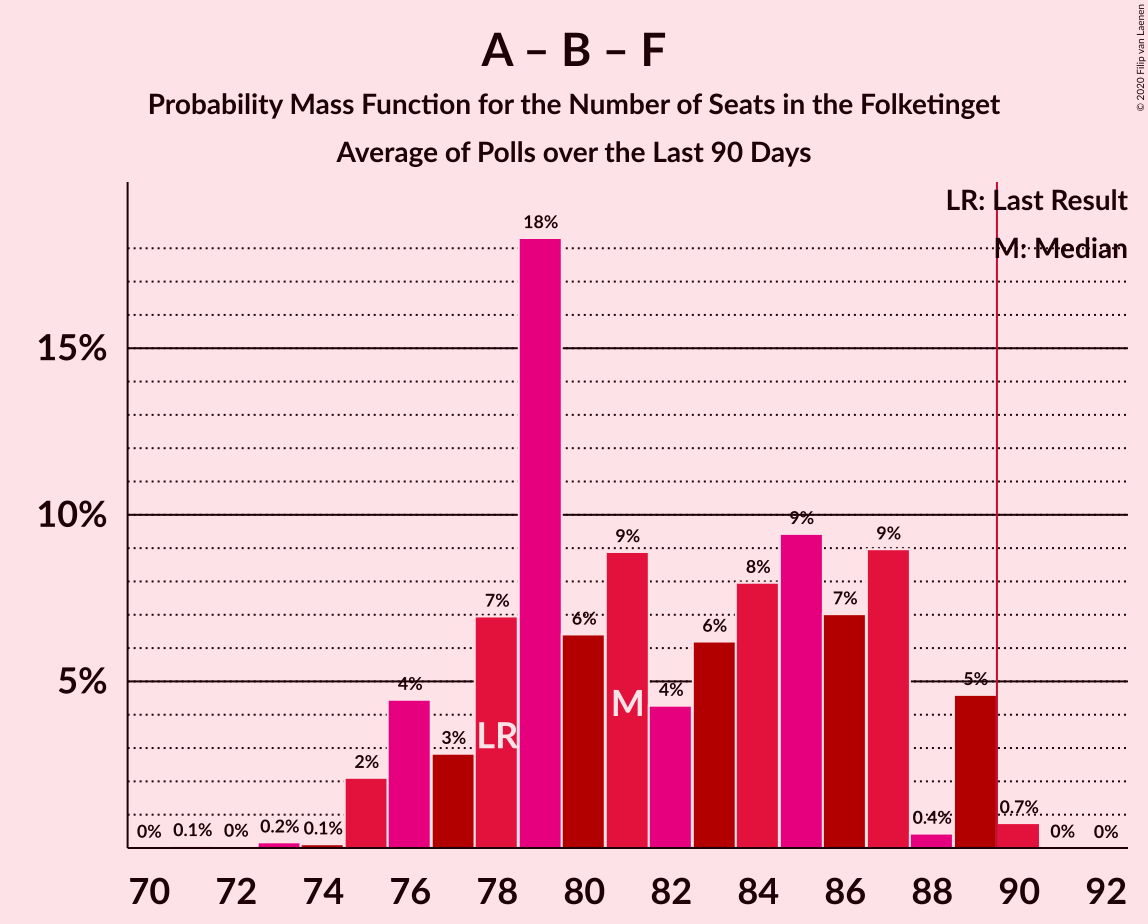 A – B – F
Probability Mass Function for the Number of Seats in the Folketinget
Average of Polls over the Last 90 Days
© 2020 Filip van Laenen
LR: Last Result
M: Median
15%
10%
5%
0%
0.1%
0%
0.2%
0.1%
2%
4%
3%
7%
18%
6%
9%
4%
6%
8%
9%
7%
9%
0.4%
5%
0.7%
0%
0%
LR
M
70 72 74 76 78 80 82 84 86 88 90 92